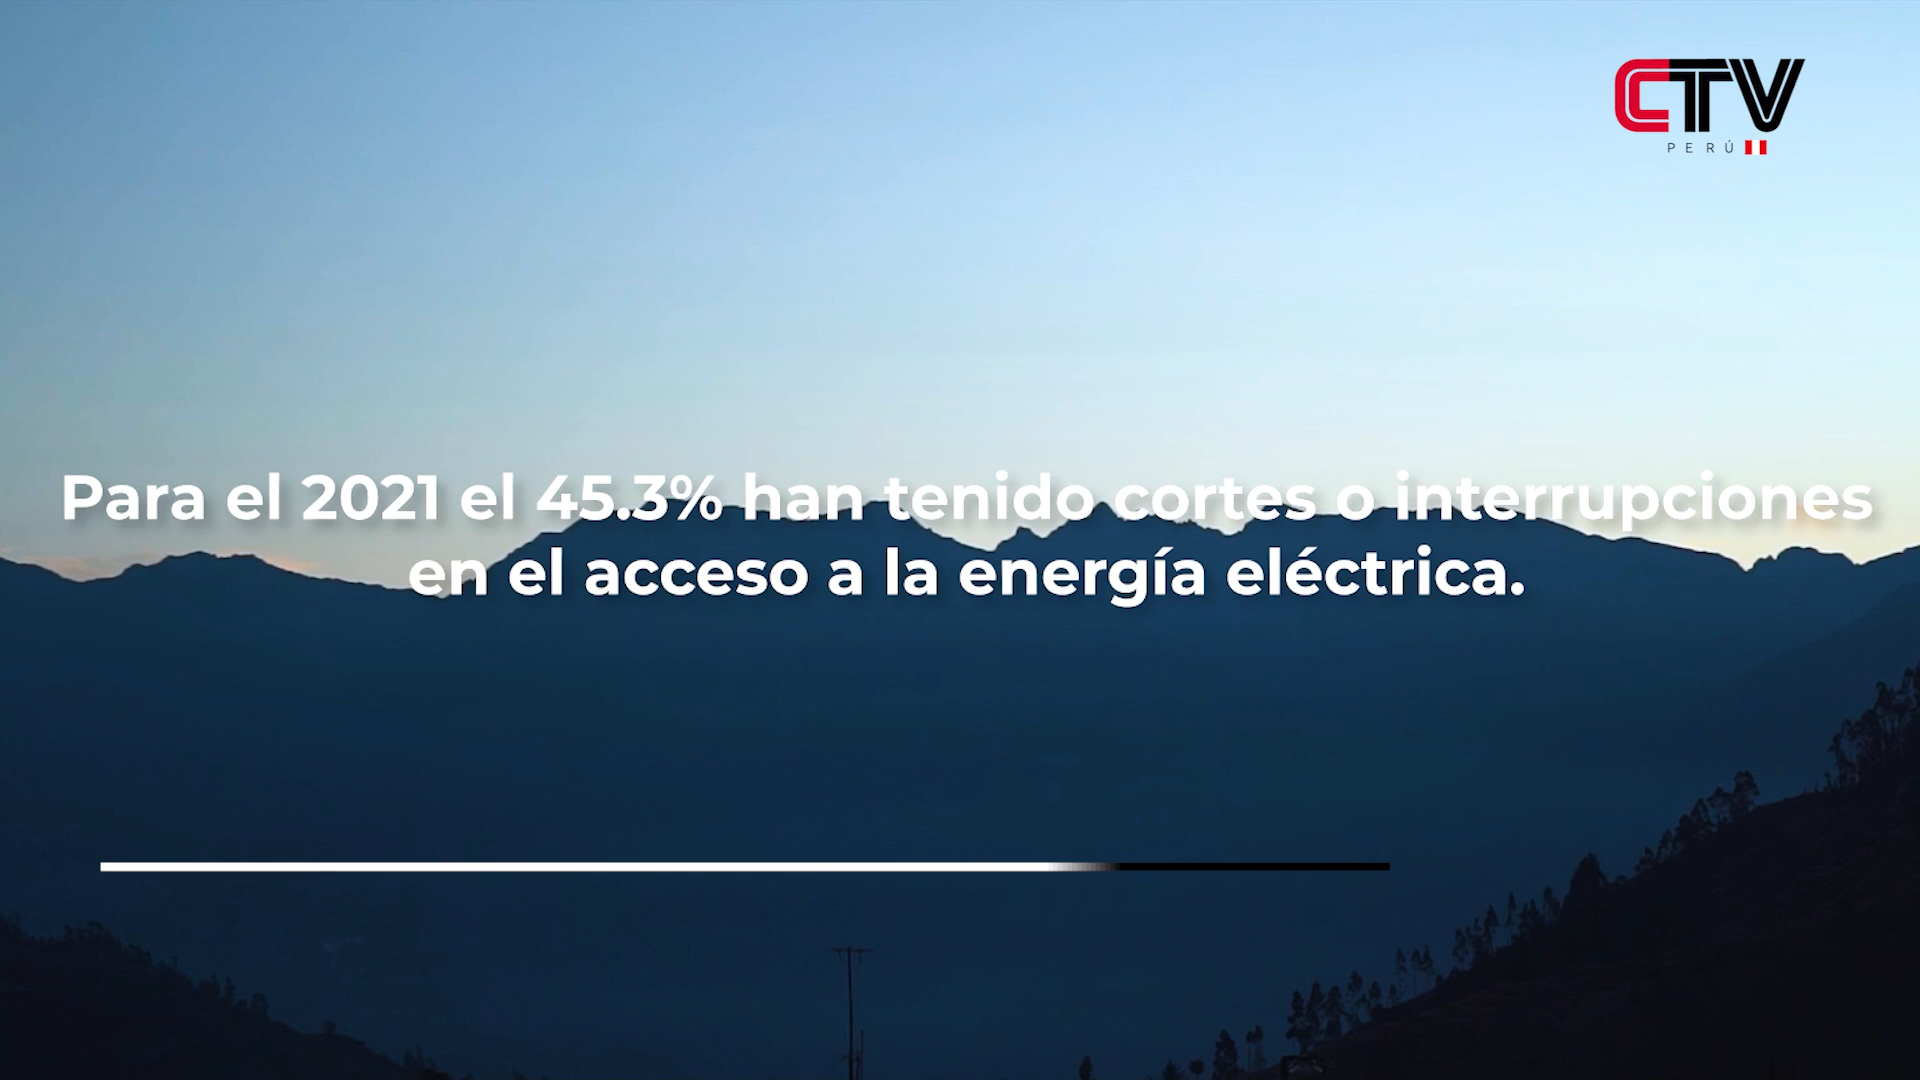 CTV
PERÚ
Para el 2021 el 45.3% han tenido cortes o interrupciones
en el acceso a la energía eléctrica.